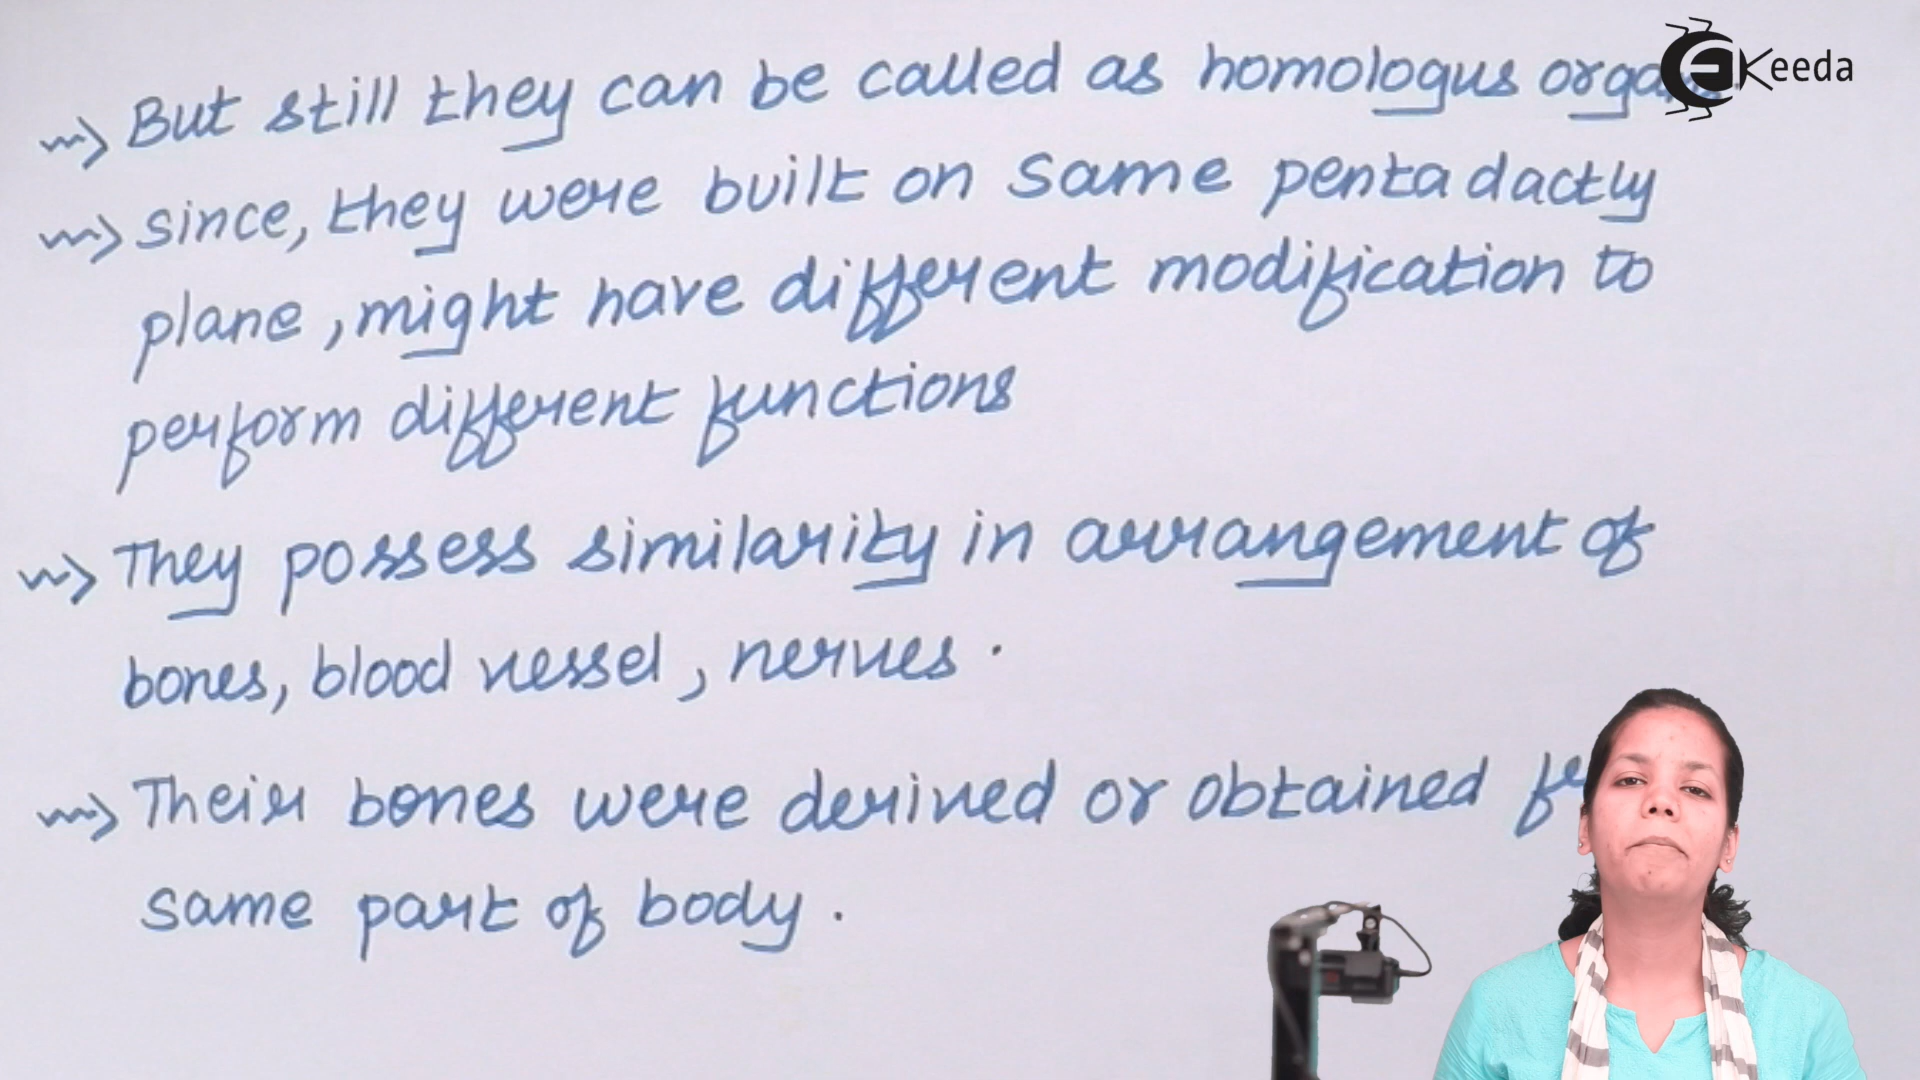 But still they can be called as homologus
Ekeeda
since, they were built on same pentadactly
plane, might have different modification to
perform different functions
They possess similarity in arrangement of
bones, blood vessel, nerves.
Their bones were derived or obtained
same part of body.